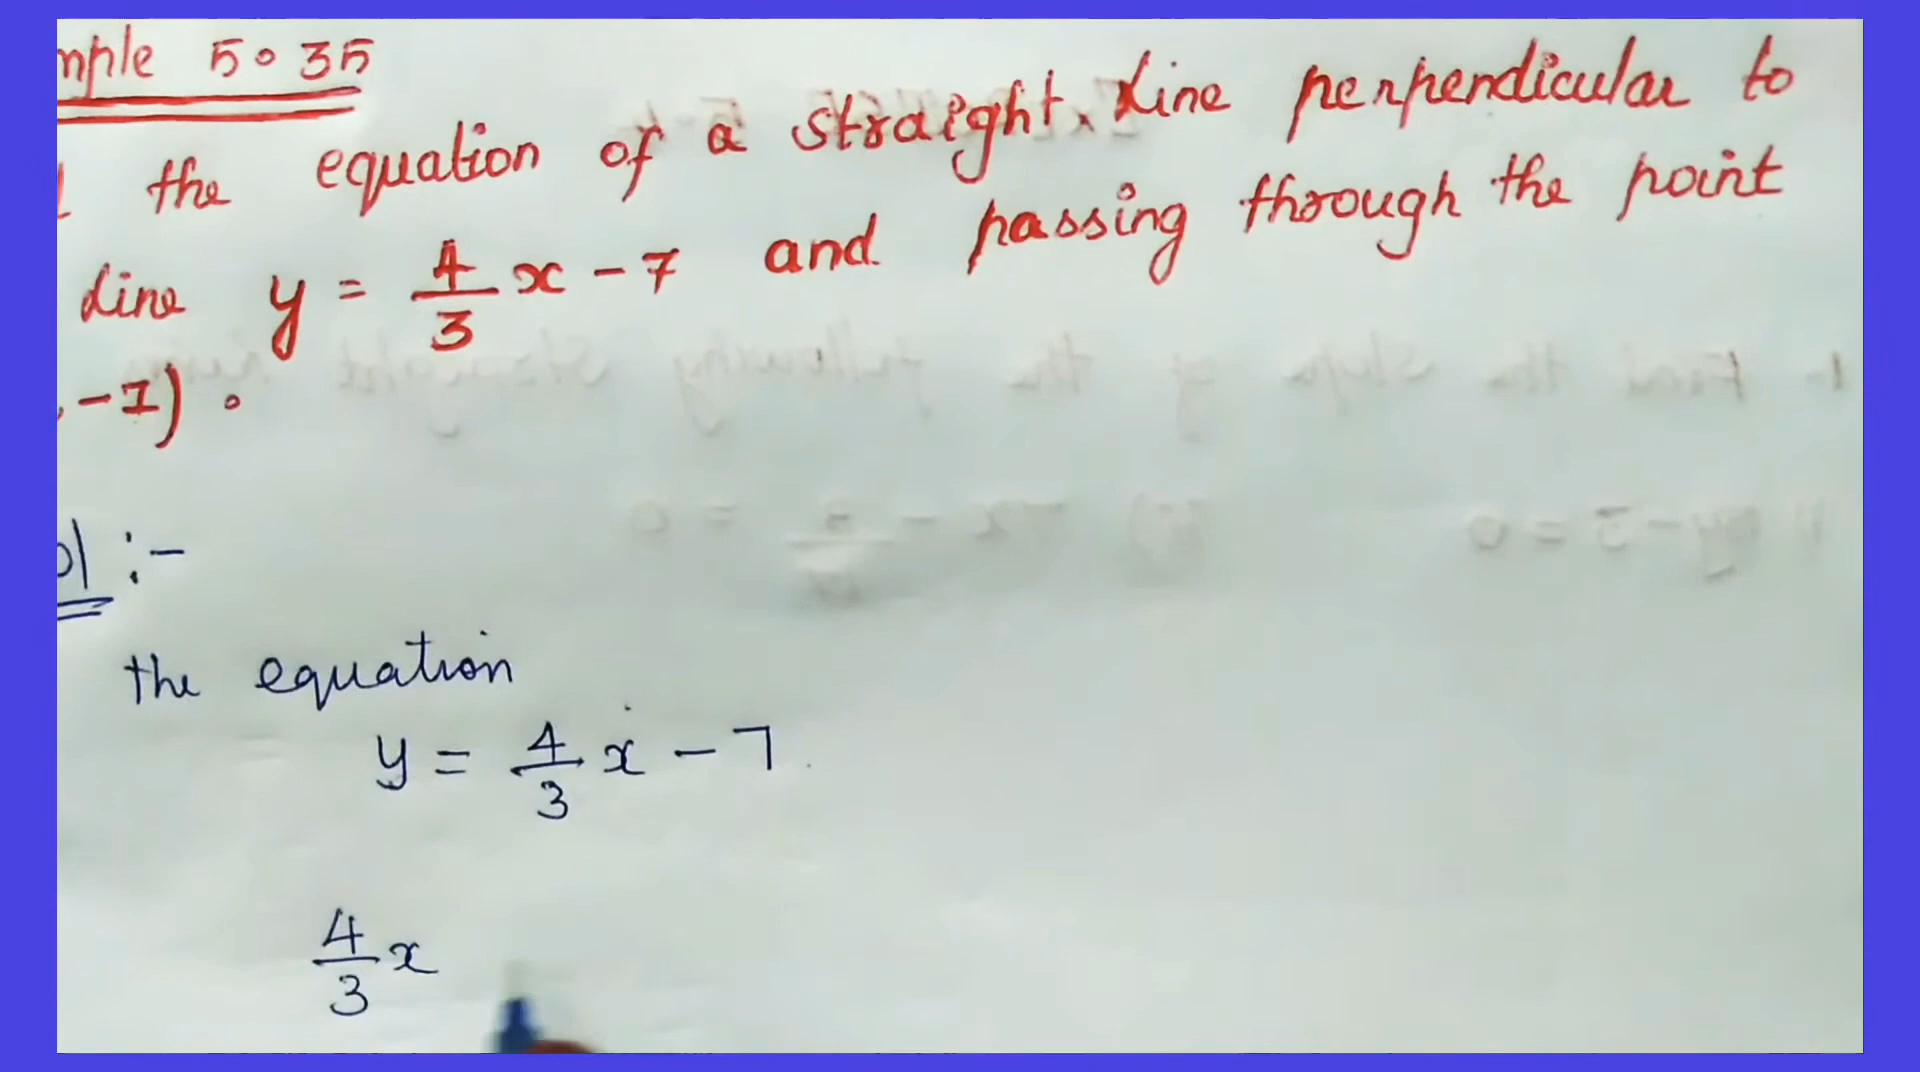 mple 5.35
the equation of a straight Line perpendicular to
Line y = 4/3 x - 7 and passing through the point
, -1).
ol :-
the equation
y = 4/3 x - 7
4/3 x